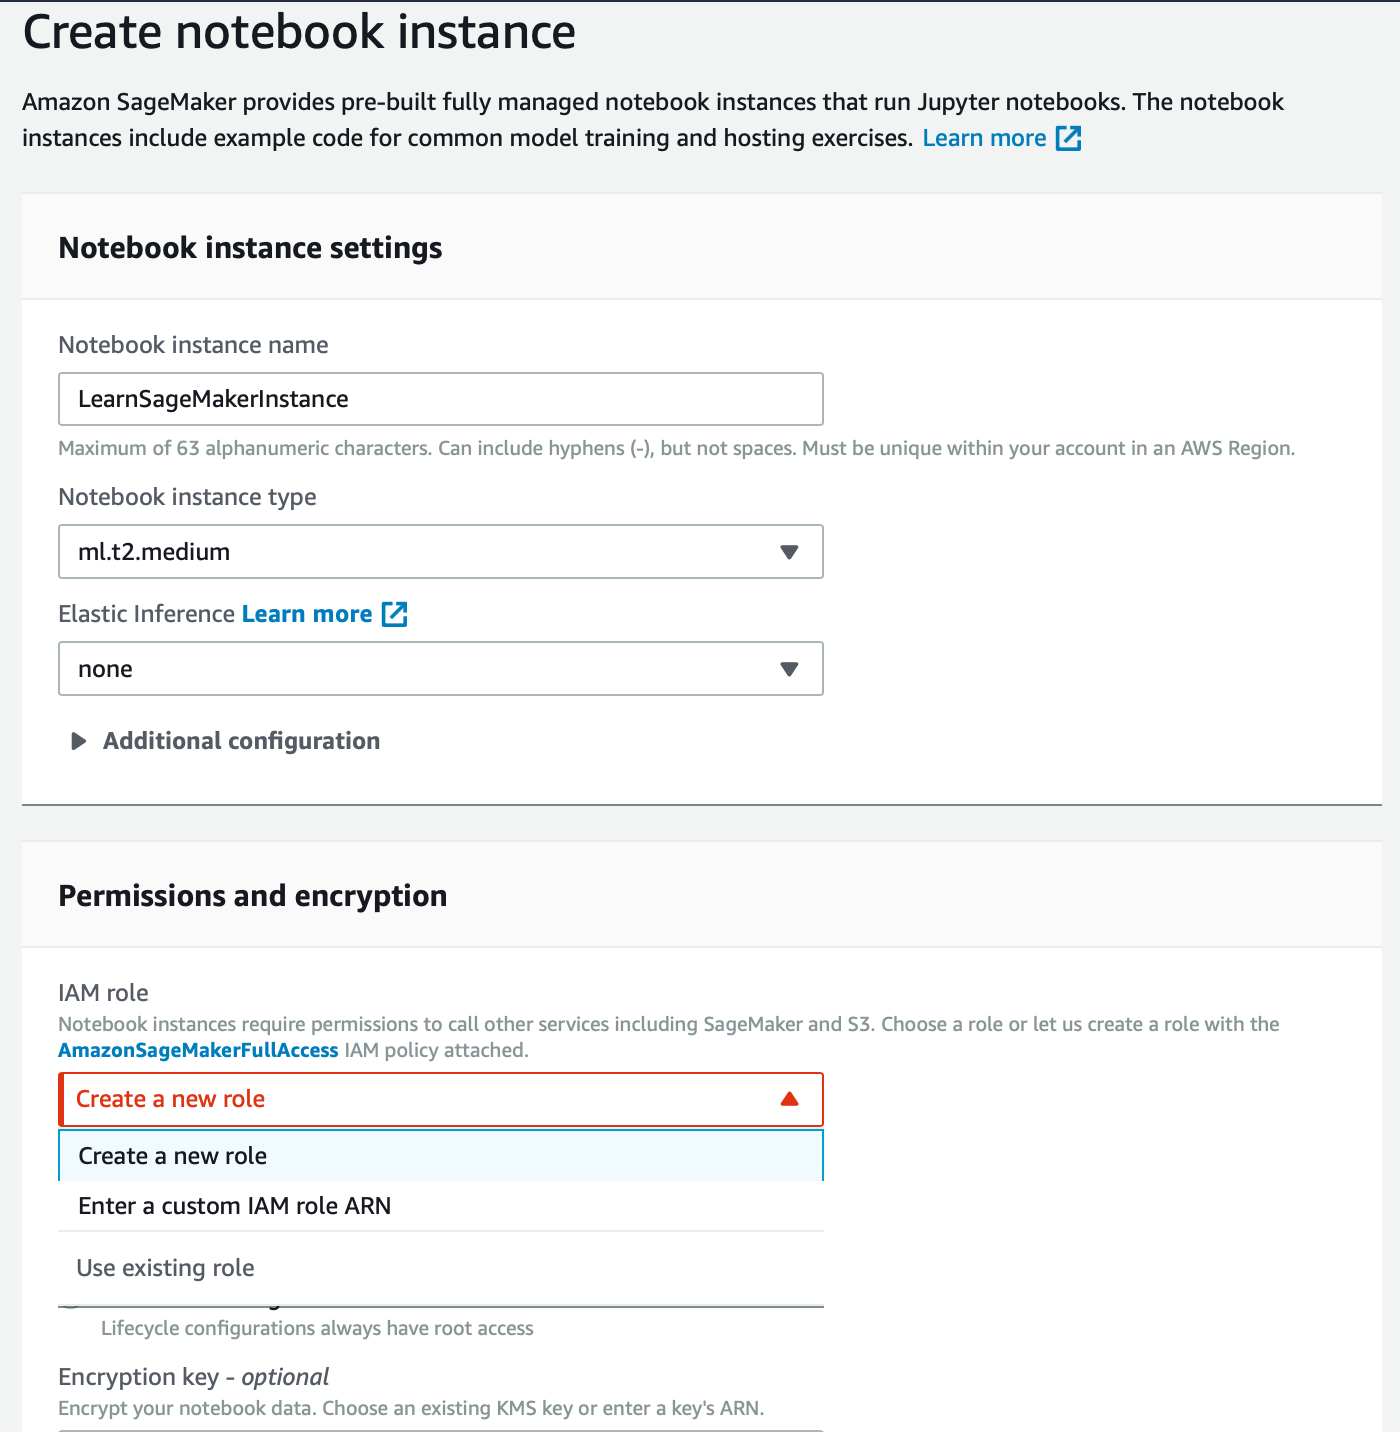 Create notebook instance
Amazon SageMaker provides pre-built fully managed notebook instances that run Jupyter notebooks. The notebook
instances include example code for common model training and hosting exercises. Learn more
Notebook instance settings
Notebook instance name
LearnSageMakerInstance
Maximum of 63 alphanumeric characters. Can include hyphens (-), but not spaces. Must be unique within your account in an AWS Region.
Notebook instance type
ml.t2.medium
Elastic Inference Learn more
none
Additional configuration
Permissions and encryption
IAM role
Notebook instances require permissions to call other services including SageMaker and S3. Choose a role or let us create a role with the
AmazonSageMakerFullAccess IAM policy attached.
Create a new role
Create a new role
Enter a custom IAM role ARN
Use existing role
Lifecycle configurations always have root access
Encryption key - optional
Encrypt your notebook data. Choose an existing KMS key or enter a key's ARN.